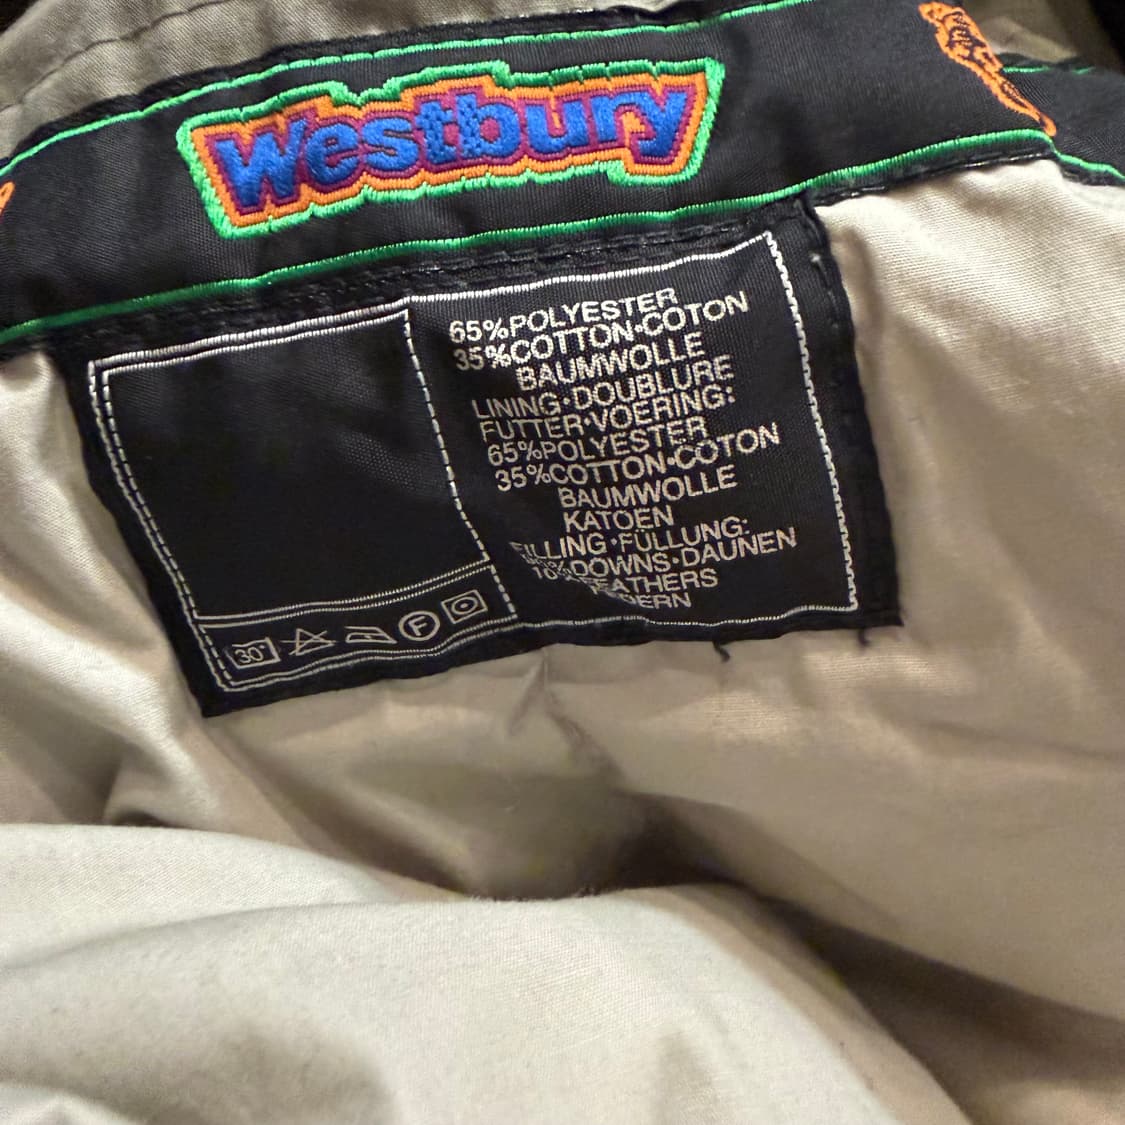 Westbury
65%POLYESTER
35%COTTON·COTON
BAUMWOLLE
LINING·DOUBLURE
FUTTER·VOERING:
65%POLYESTER
35%COTTON·COTON
BAUMWOLLE
KATOEN
FILLING·FÜLLUNG:
DOWNS·DAUNEN
FEATHERS
30°
F